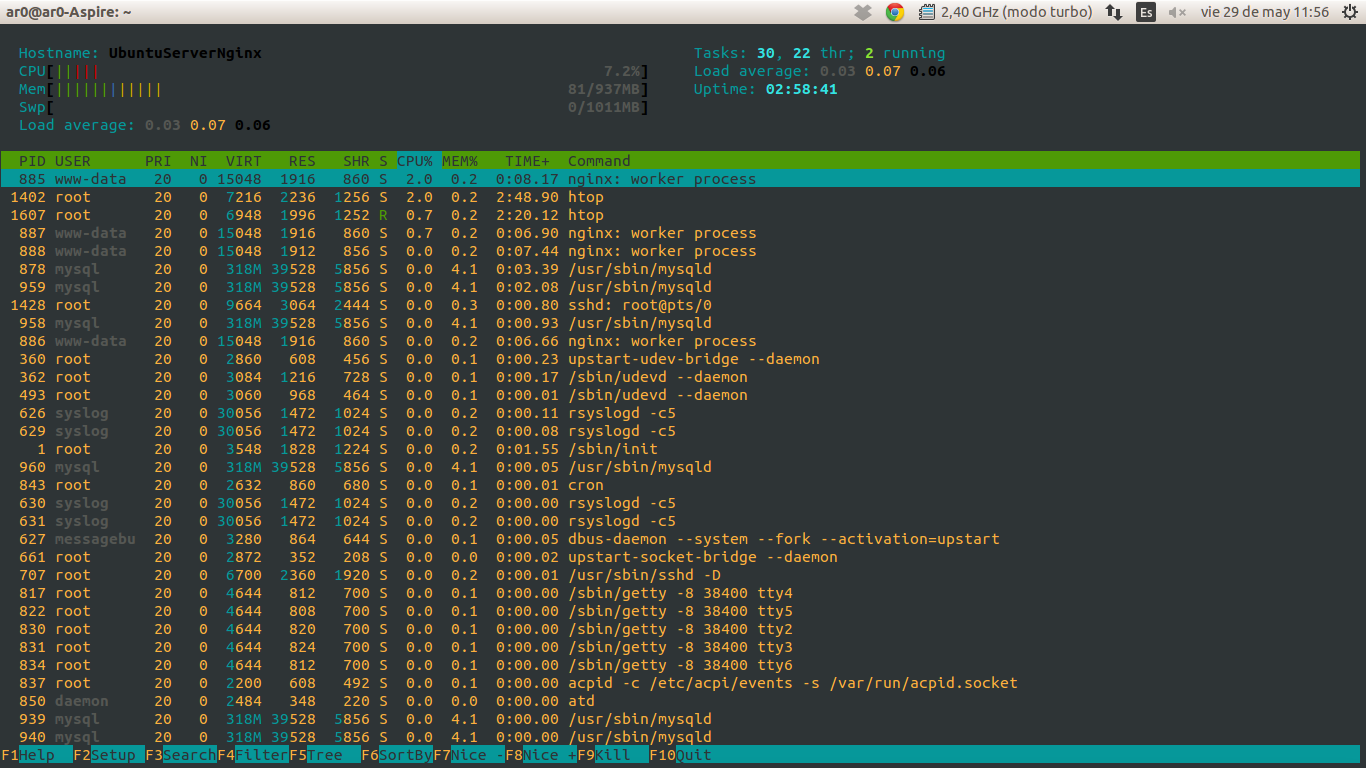 ar0@ar0-Aspire: ~ 2,40 GHz (modo turbo) Es vie 29 de may 11:56
Hostname: UbuntuServerNginx Tasks: 30, 22 thr; 2 running
CPU[||||| 7.2%] Load average: 0.03 0.07 0.06
Mem[|||||||||||| 81/937MB] Uptime: 02:58:41
Swp[ 0/1011MB]
Load average: 0.03 0.07 0.06
PID USER PRI NI VIRT RES SHR S CPU% MEM% TIME+ Command
885 www-data 20 0 15048 1916 860 S 2.0 0.2 0:08.17 nginx: worker process
1402 root 20 0 7216 2236 1256 S 2.0 0.2 2:48.90 htop
1607 root 20 0 6948 1996 1252 R 0.7 0.2 2:20.12 htop
887 www-data 20 0 15048 1916 860 S 0.7 0.2 0:06.90 nginx: worker process
888 www-data 20 0 15048 1912 856 S 0.0 0.2 0:07.44 nginx: worker process
878 mysql 20 0 318M 39528 5856 S 0.0 4.1 0:03.39 /usr/sbin/mysqld
959 mysql 20 0 318M 39528 5856 S 0.0 4.1 0:02.08 /usr/sbin/mysqld
1428 root 20 0 9664 3064 2444 S 0.0 0.3 0:00.80 sshd: root@pts/0
958 mysql 20 0 318M 39528 5856 S 0.0 4.1 0:00.93 /usr/sbin/mysqld
886 www-data 20 0 15048 1916 860 S 0.0 0.2 0:06.66 nginx: worker process
360 root 20 0 2860 608 456 S 0.0 0.1 0:00.23 upstart-udev-bridge --daemon
362 root 20 0 3084 1216 728 S 0.0 0.1 0:00.17 /sbin/udevd --daemon
493 root 20 0 3060 968 464 S 0.0 0.1 0:00.01 /sbin/udevd --daemon
626 syslog 20 0 30056 1472 1024 S 0.0 0.2 0:00.11 rsyslogd -c5
629 syslog 20 0 30056 1472 1024 S 0.0 0.2 0:00.08 rsyslogd -c5
1 root 20 0 3548 1828 1224 S 0.0 0.2 0:01.55 /sbin/init
960 mysql 20 0 318M 39528 5856 S 0.0 4.1 0:00.05 /usr/sbin/mysqld
843 root 20 0 2632 860 680 S 0.0 0.1 0:00.01 cron
630 syslog 20 0 30056 1472 1024 S 0.0 0.2 0:00.00 rsyslogd -c5
631 syslog 20 0 30056 1472 1024 S 0.0 0.2 0:00.00 rsyslogd -c5
627 messagebu 20 0 3280 864 644 S 0.0 0.1 0:00.05 dbus-daemon --system --fork --activation=upstart
661 root 20 0 2872 352 208 S 0.0 0.0 0:00.02 upstart-socket-bridge --daemon
707 root 20 0 6700 2360 1920 S 0.0 0.2 0:00.01 /usr/sbin/sshd -D
817 root 20 0 4644 812 700 S 0.0 0.1 0:00.00 /sbin/getty -8 38400 tty4
822 root 20 0 4644 808 700 S 0.0 0.1 0:00.00 /sbin/getty -8 38400 tty5
830 root 20 0 4644 820 700 S 0.0 0.1 0:00.00 /sbin/getty -8 38400 tty2
831 root 20 0 4644 824 700 S 0.0 0.1 0:00.00 /sbin/getty -8 38400 tty3
834 root 20 0 4644 812 700 S 0.0 0.1 0:00.00 /sbin/getty -8 38400 tty6
837 root 20 0 2200 608 492 S 0.0 0.1 0:00.00 acpid -c /etc/acpi/events -s /var/run/acpid.socket
850 daemon 20 0 2484 348 220 S 0.0 0.0 0:00.00 atd
939 mysql 20 0 318M 39528 5856 S 0.0 4.1 0:00.00 /usr/sbin/mysqld
940 mysql 20 0 318M 39528 5856 S 0.0 4.1 0:00.00 /usr/sbin/mysqld
F1Help F2Setup F3SearchF4FilterF5Tree F6SortByF7Nice -F8Nice +F9Kill F10Quit